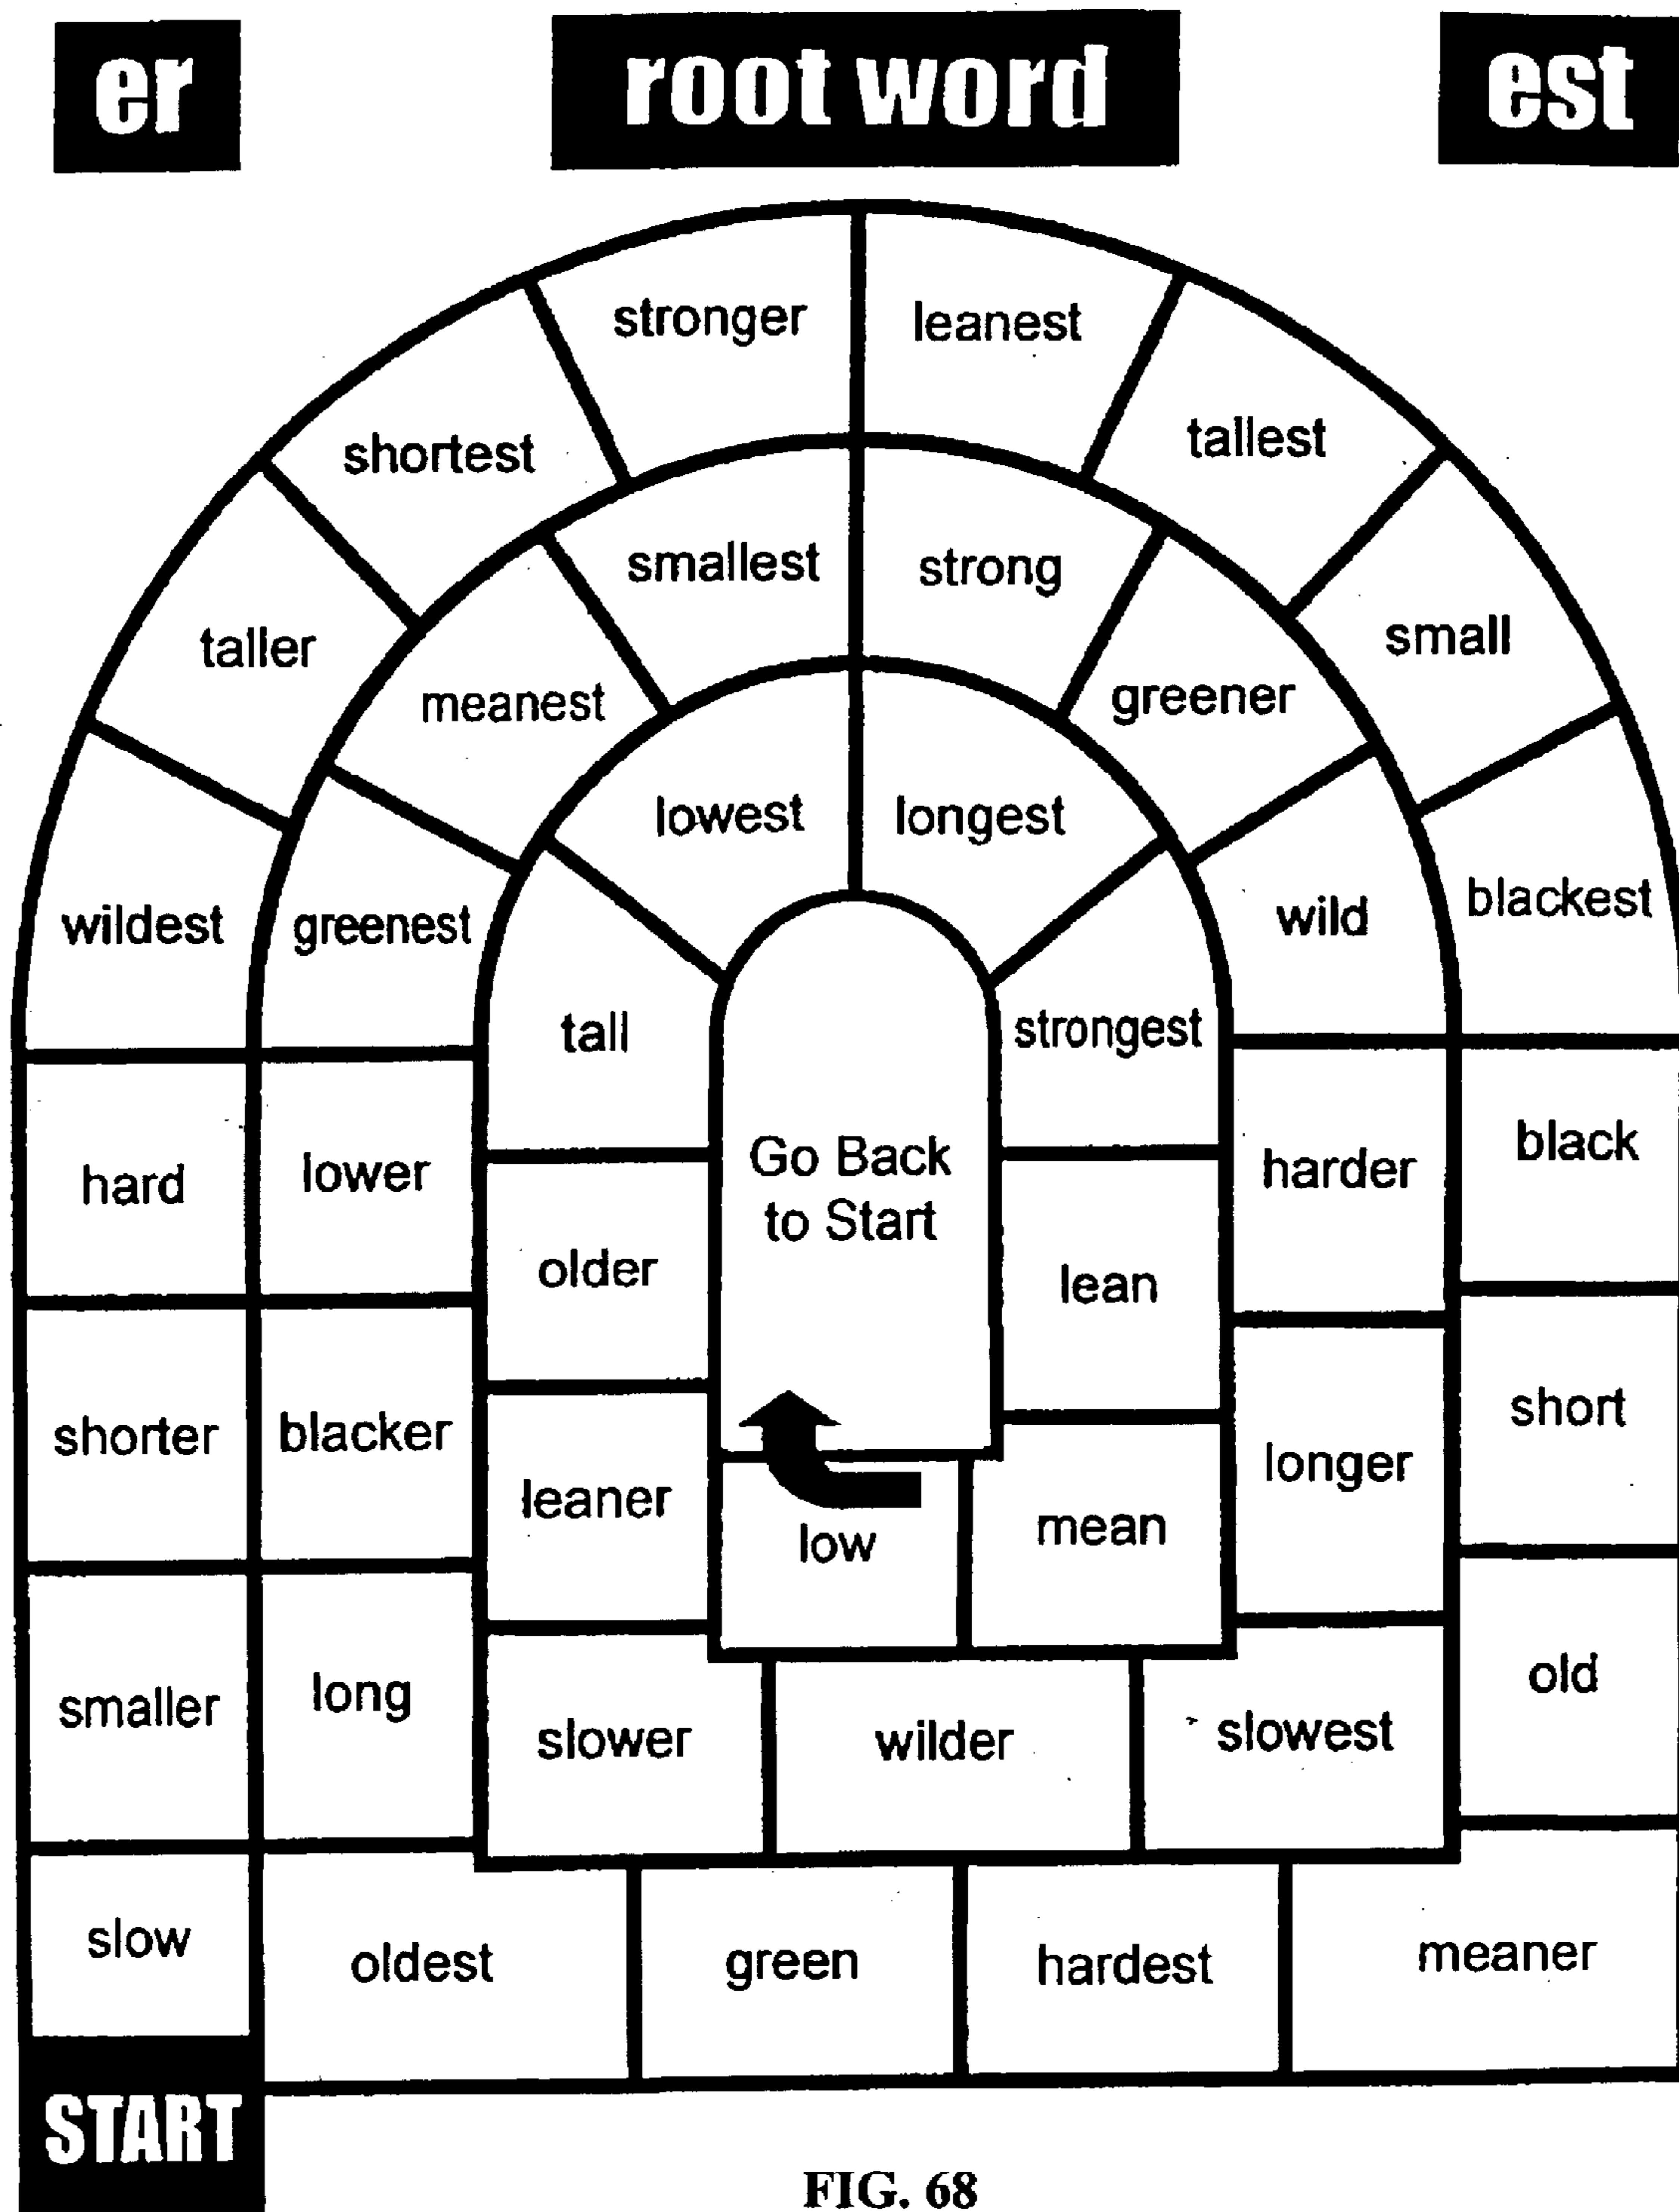 er
root word
est
stronger
leanest
shortest
tallest
smallest
strong
taller
small
meanest
greener
lowest
longest
wildest
greenest
wild
blackest
tall
strongest
hard
lower
Go Back
to Start
harder
black
older
lean
shorter
blacker
leaner
low
mean
longer
short
smaller
long
slower
wilder
slowest
old
slow
oldest
green
hardest
meaner
START
FIG. 68